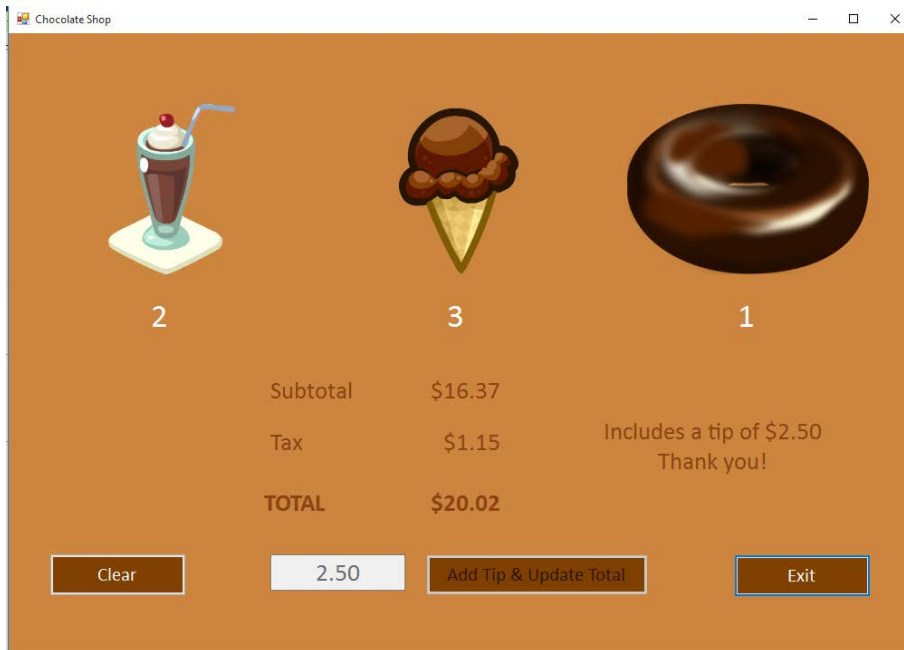 Chocolate Shop
2
3
1
Subtotal $16.37
Tax $1.15
Includes a tip of $2.50
Thank you!
TOTAL $20.02
Clear
2.50
Add Tip & Update Total
Exit